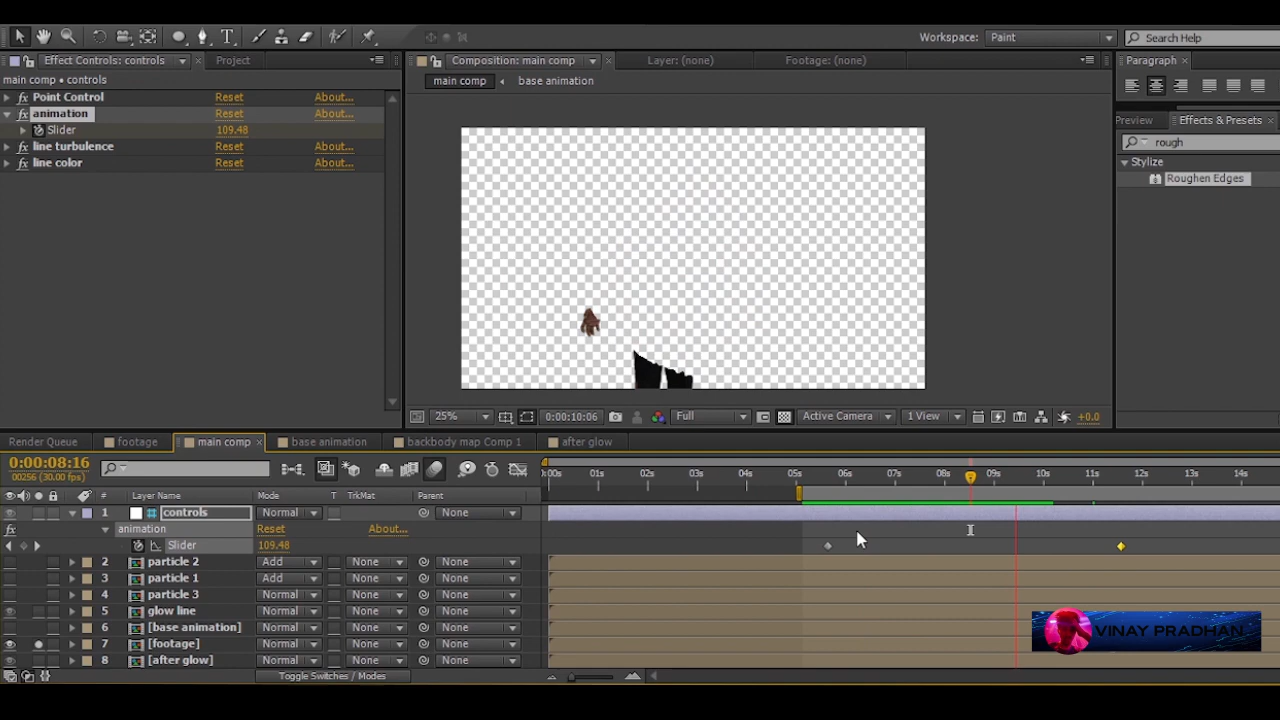 Workspace: Paint Search Help
Effect Controls: controls Project Composition: main comp Layer: (none) Footage: (none) Paragraph
main comp • controls main comp base animation
fx Point Control Reset About...
fx animation Reset About... Preview Effects & Presets
Slider 109.48 rough
fx line turbulence Reset About... Stylize
fx line color Reset About... Roughen Edges
25% 0:00:10:06 Full Active Camera 1 View +0.0
Render Queue footage main comp base animation backbody map Comp 1 after glow
0:00:08:16
00256 (30.00 fps) 0:00s 01s 02s 03s 04s 05s 06s 07s 08s 09s 10s 11s 12s 13s 14s
# Layer Name Mode T TrkMat Parent
1 controls Normal None
fx animation Reset About...
Slider 109.48
2 particle 2 Add None None
3 particle 1 Add None None
4 particle 3 Normal None None
5 glow line Normal None None
6 [base animation] Normal None None
7 [footage] Normal None None
8 [after glow] Normal None None
VINAY PRADHAN
Toggle Switches / Modes